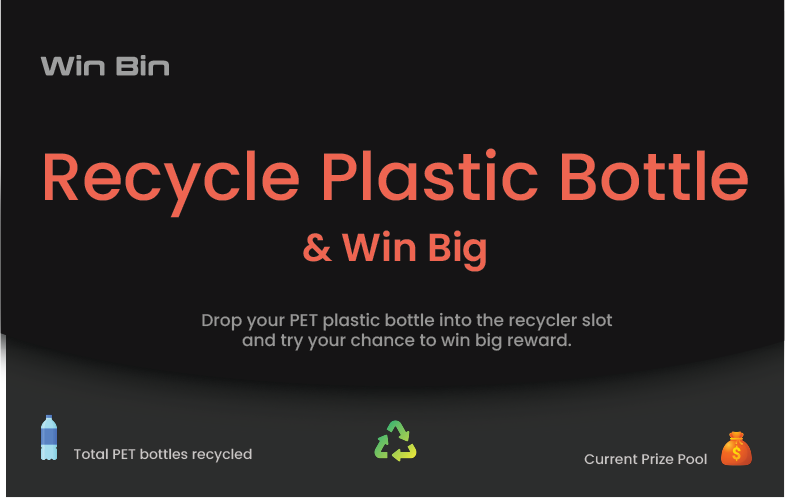 Win Bin
Recycle Plastic Bottle
& Win Big
Drop your PET plastic bottle into the recycler slot
and try your chance to win big reward.
Total PET bottles recycled
Current Prize Pool
$